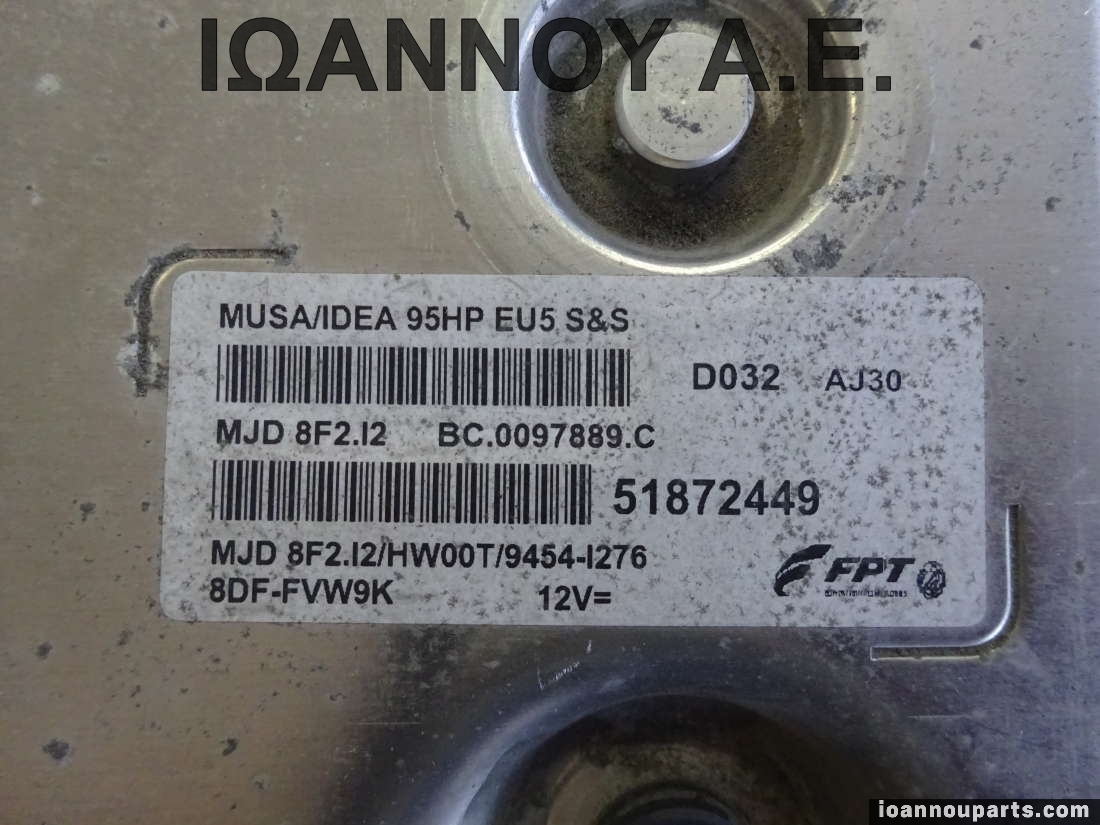 ΙΩΑΝΝΟΥ Α.Ε.
MUSA/IDEA 95HP EU5 S&S
D032 AJ30
MJD 8F2.I2 BC.0097889.C
51872449
MJD 8F2.I2/HW00T/9454-I276
8DF-FVW9K 12V=
FPT
ioannouparts.com